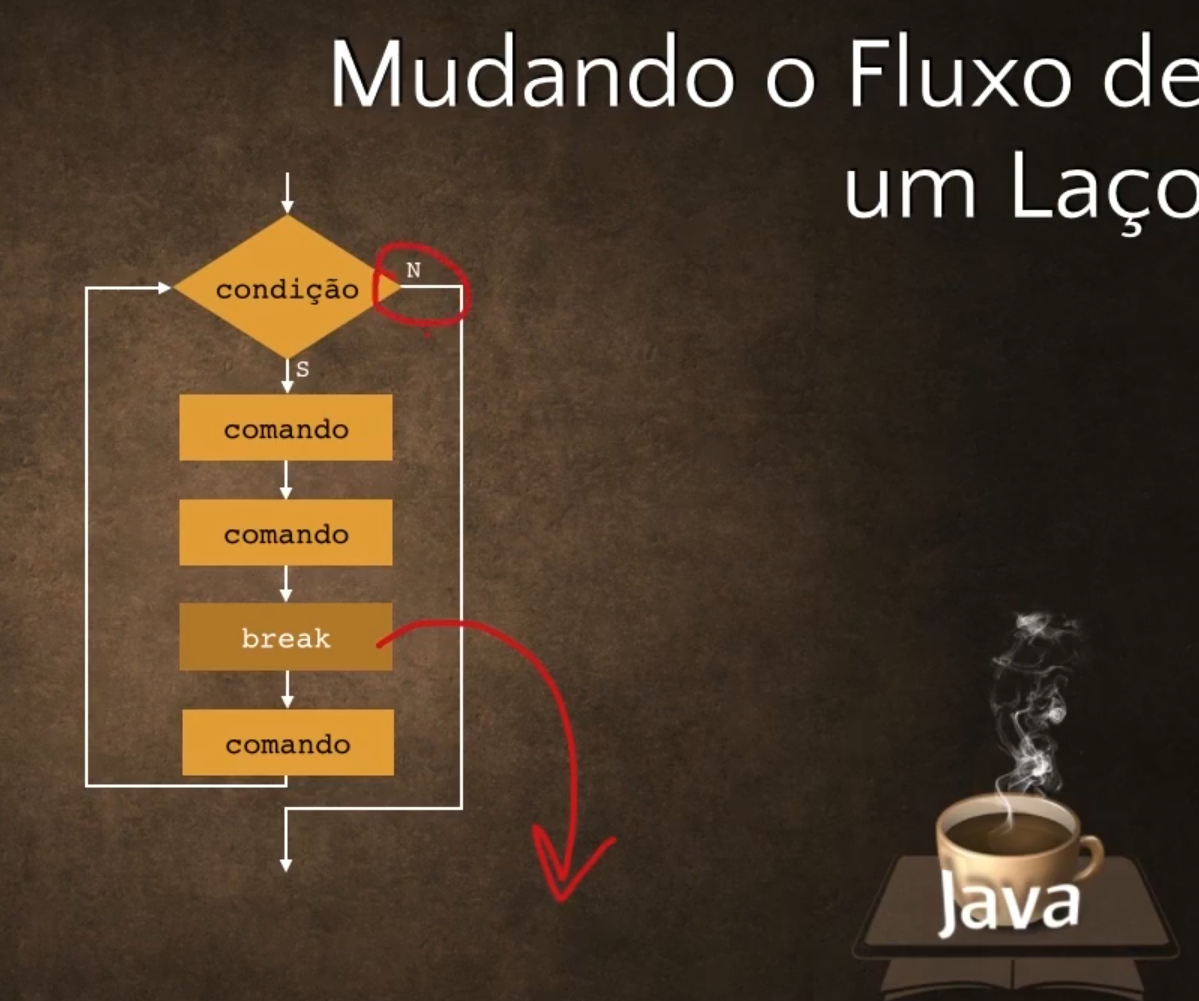 Mudando o Fluxo de
um Laço
condição
N
S
comando
comando
break
comando
Java